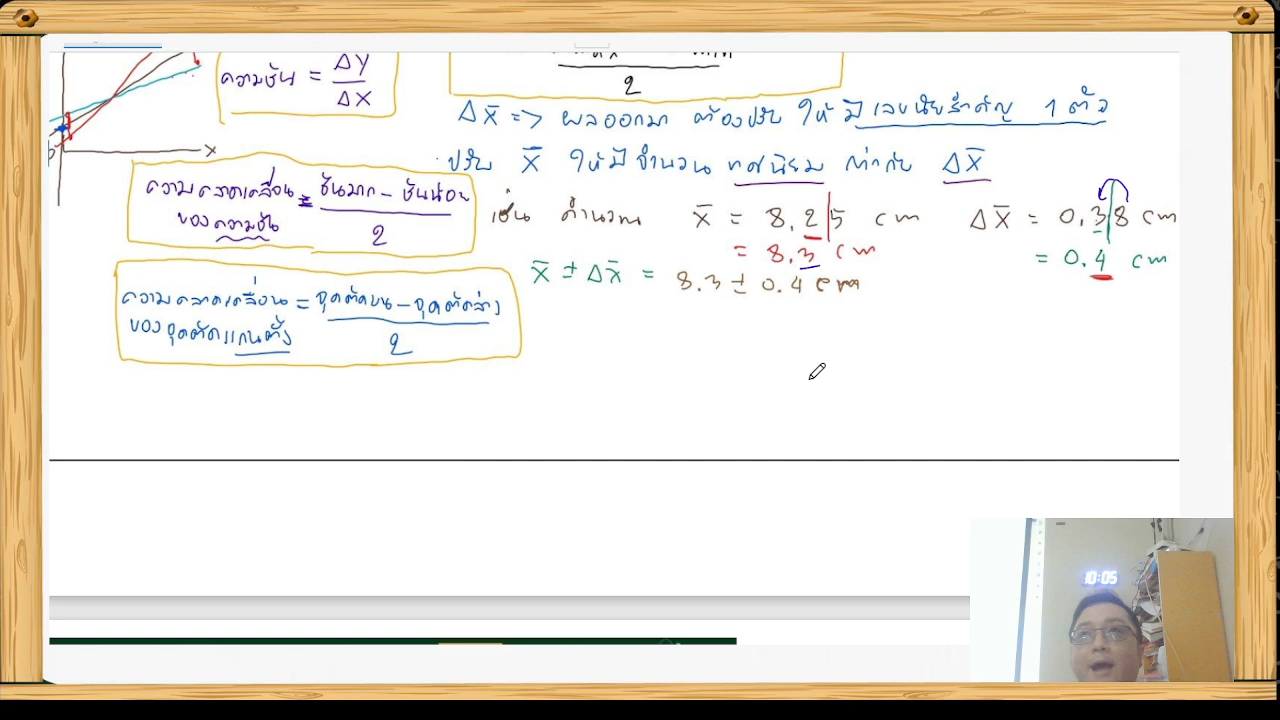 ความชัน = ΔY / ΔX
2
ΔX̄ => ผลออกมา ต้องปรับ ให้ มีเลขนัยสำคัญ 1 ตัว
ปรับ X̄ ให้มีจำนวน ทศนิยม เท่ากับ ΔX̄
x
ความคลาดเคลื่อน = ชันมาก - ชันน้อย
ของความชัน 2
เช่น คำนวณ X̄ = 8.25 cm ΔX̄ = 0.38 cm
= 8.3 cm = 0.4 cm
X̄ ± ΔX̄ = 8.3 ± 0.4 cm
ความคลาดเคลื่อน = จุดตัดบน - จุดตัดล่าง
ของจุดตัดแกนตั้ง 2
10:05